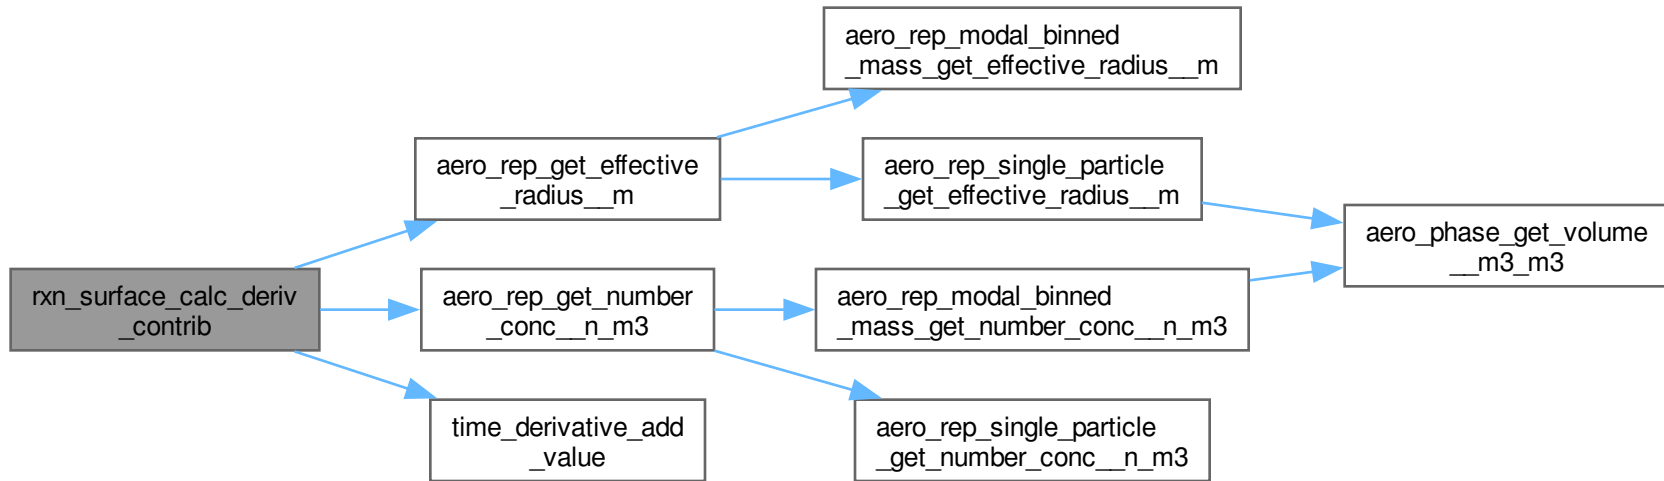 rxn_surface_calc_deriv
_contrib
aero_rep_get_effective
_radius__m
aero_rep_get_number
_conc__n_m3
time_derivative_add
_value
aero_rep_modal_binned
_mass_get_effective_radius__m
aero_rep_single_particle
_get_effective_radius__m
aero_rep_modal_binned
_mass_get_number_conc__n_m3
aero_rep_single_particle
_get_number_conc__n_m3
aero_phase_get_volume
__m3_m3